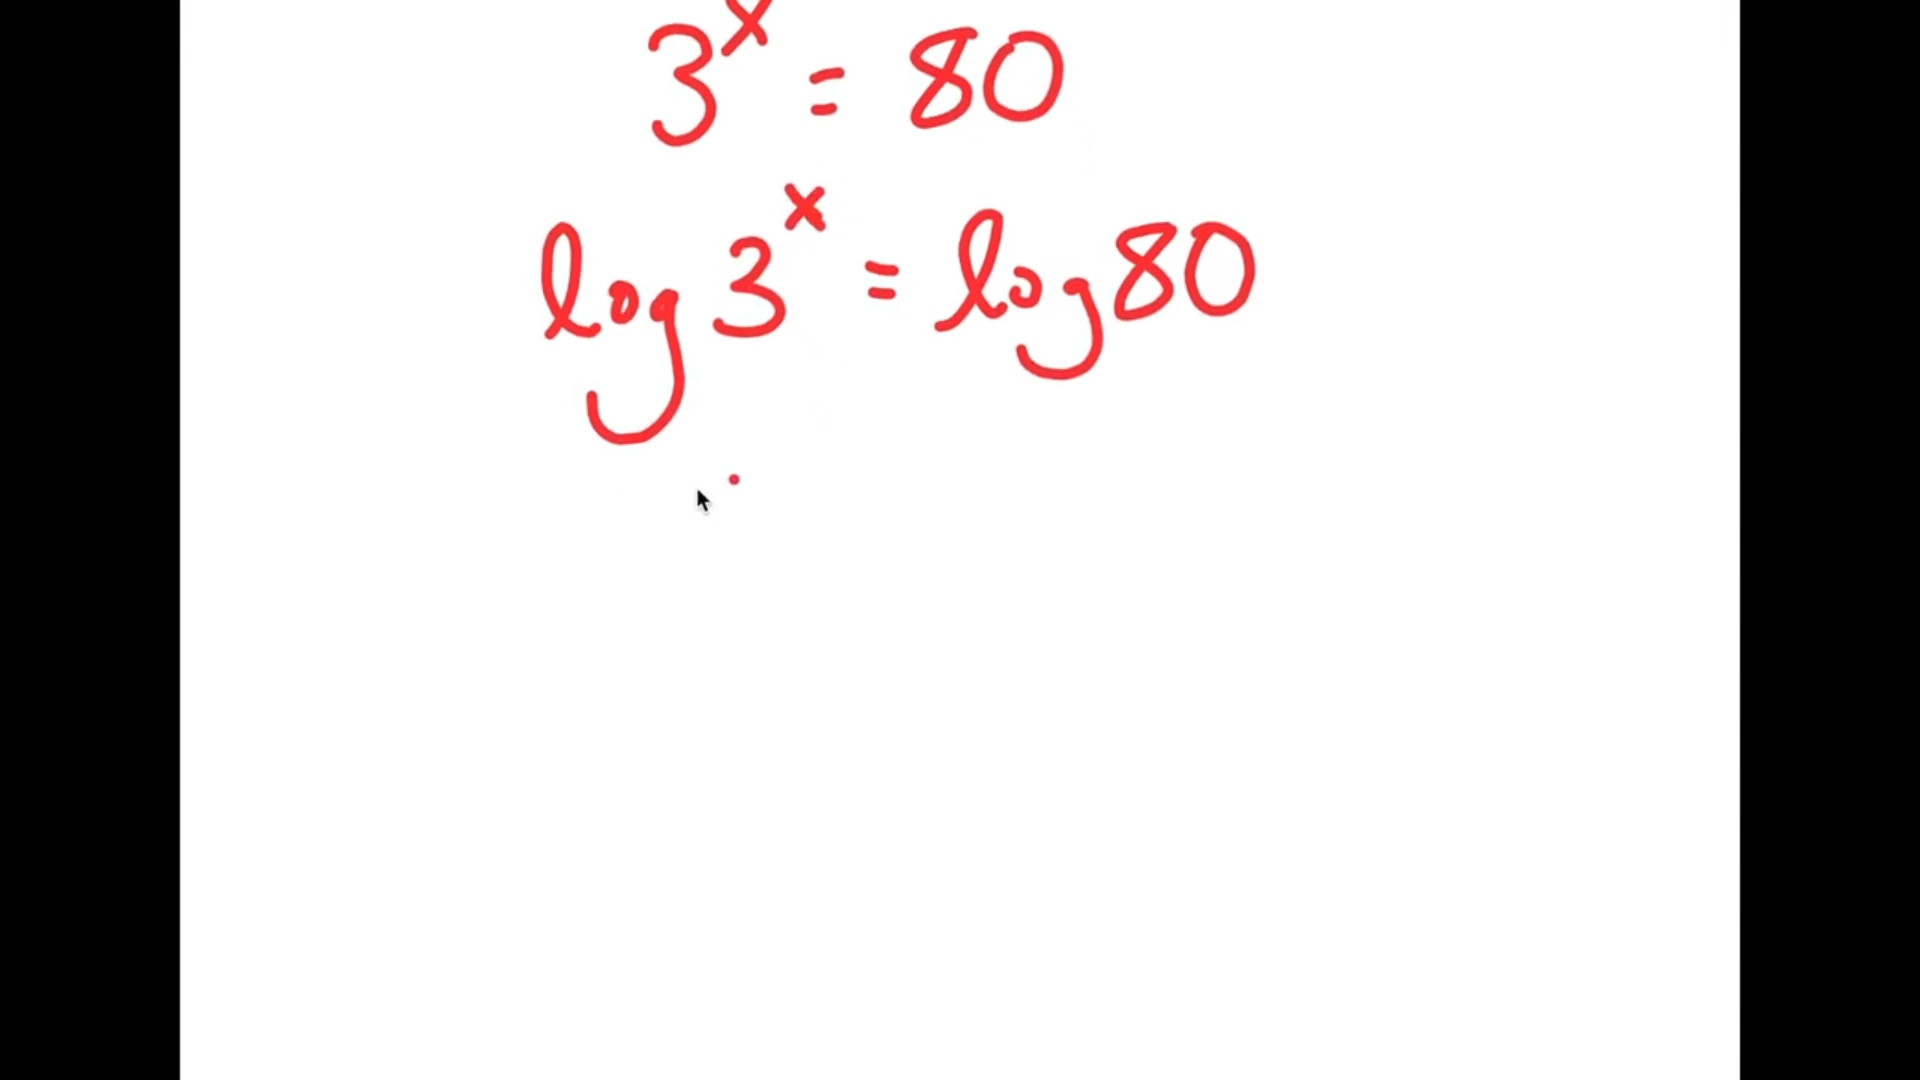 3^x = 80
log 3^x = log 80